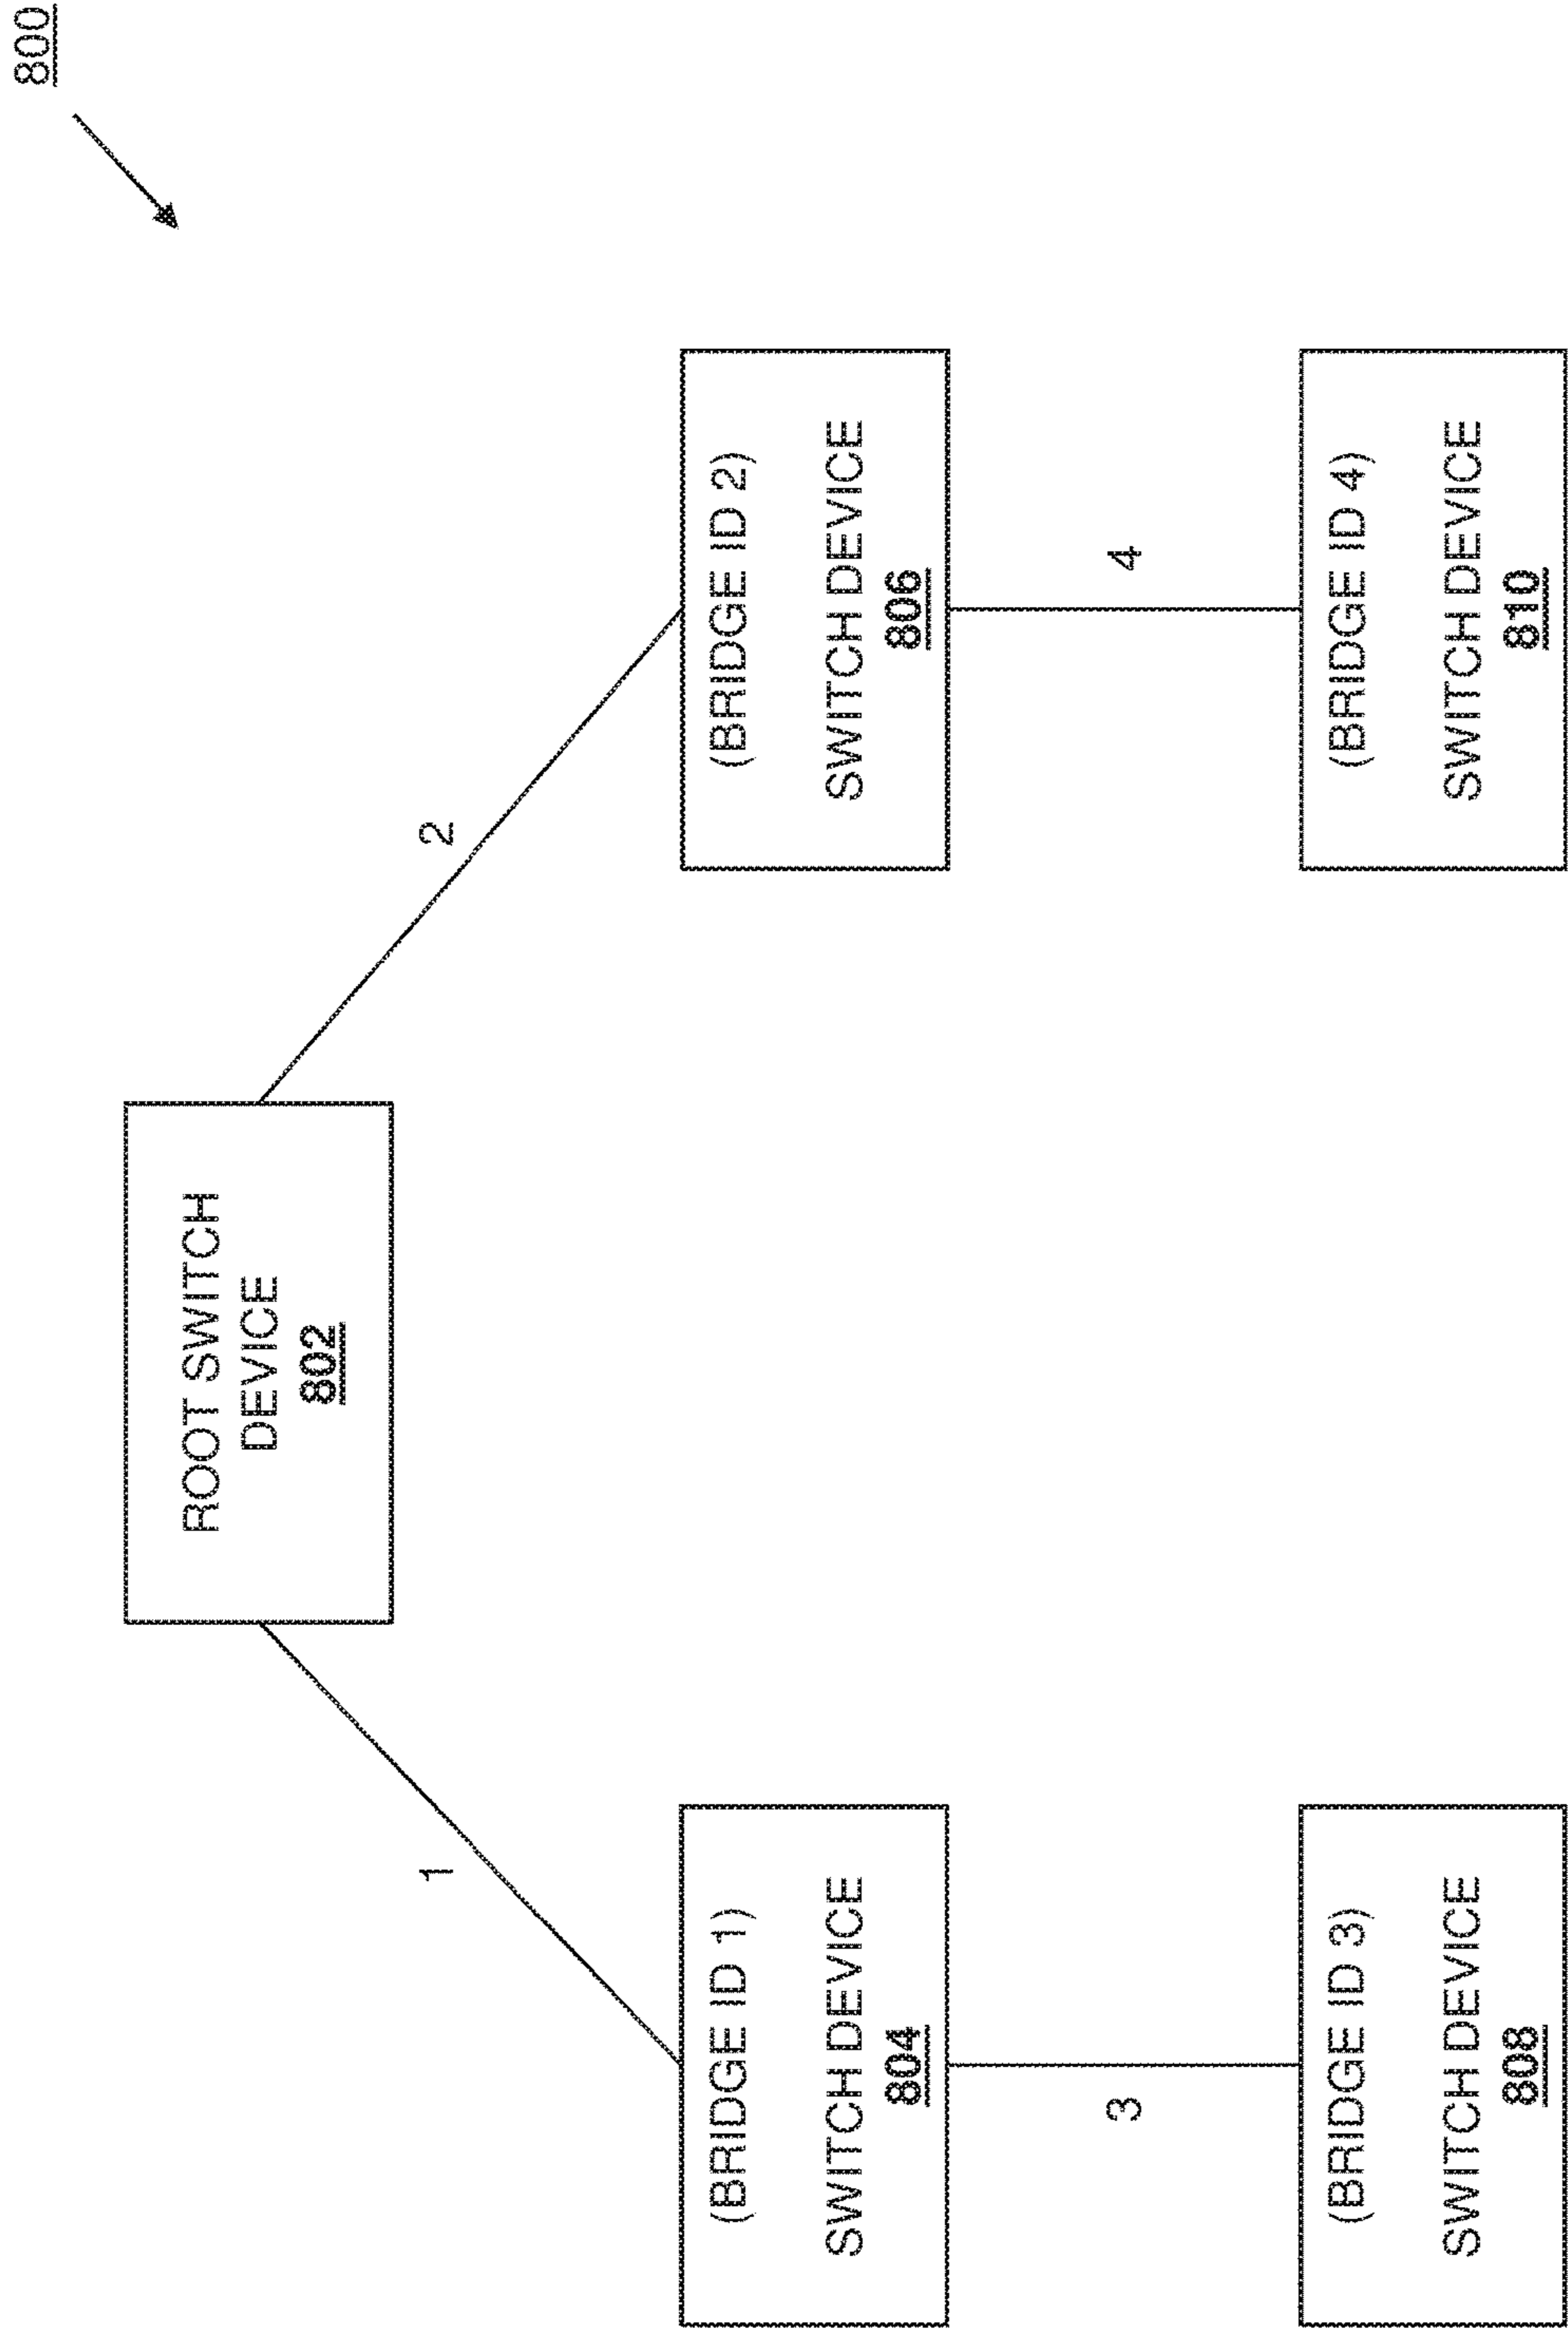 800
ROOT SWITCH
DEVICE
802
1
2
(BRIDGE ID 1)
SWITCH DEVICE
804
(BRIDGE ID 2)
SWITCH DEVICE
806
3
4
(BRIDGE ID 3)
SWITCH DEVICE
808
(BRIDGE ID 4)
SWITCH DEVICE
810